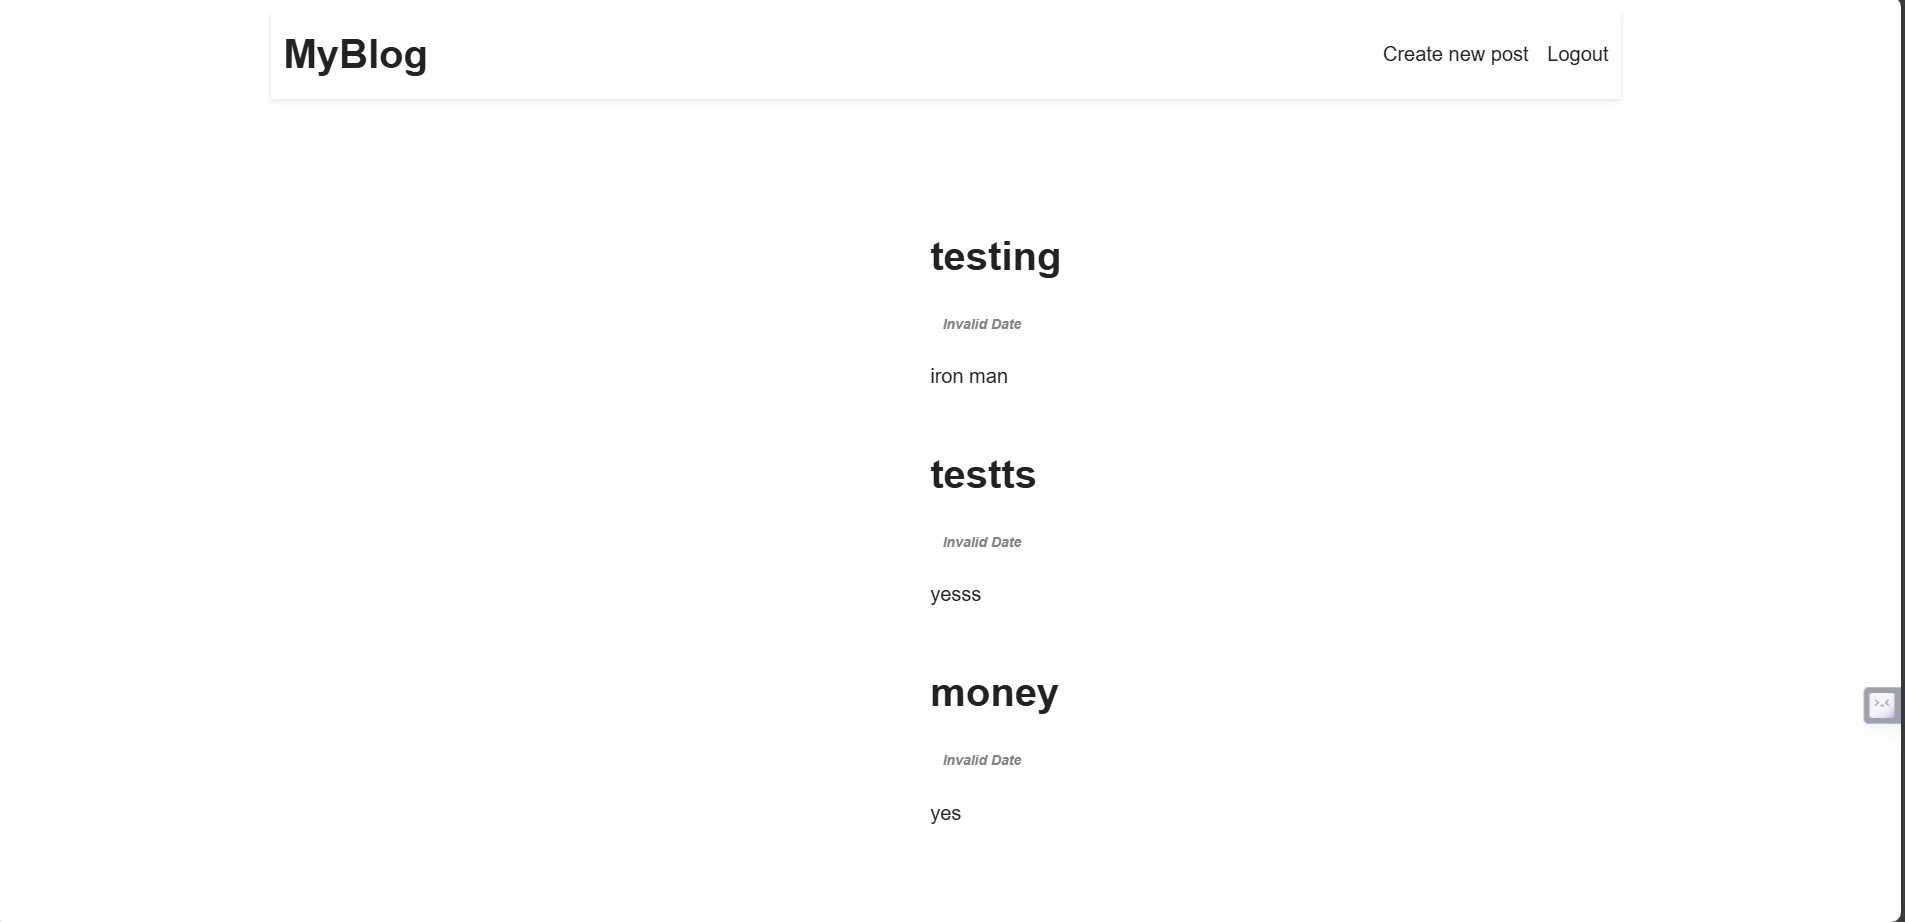 MyBlog
Create new post Logout
testing
Invalid Date
iron man
testts
Invalid Date
yesss
money
Invalid Date
yes